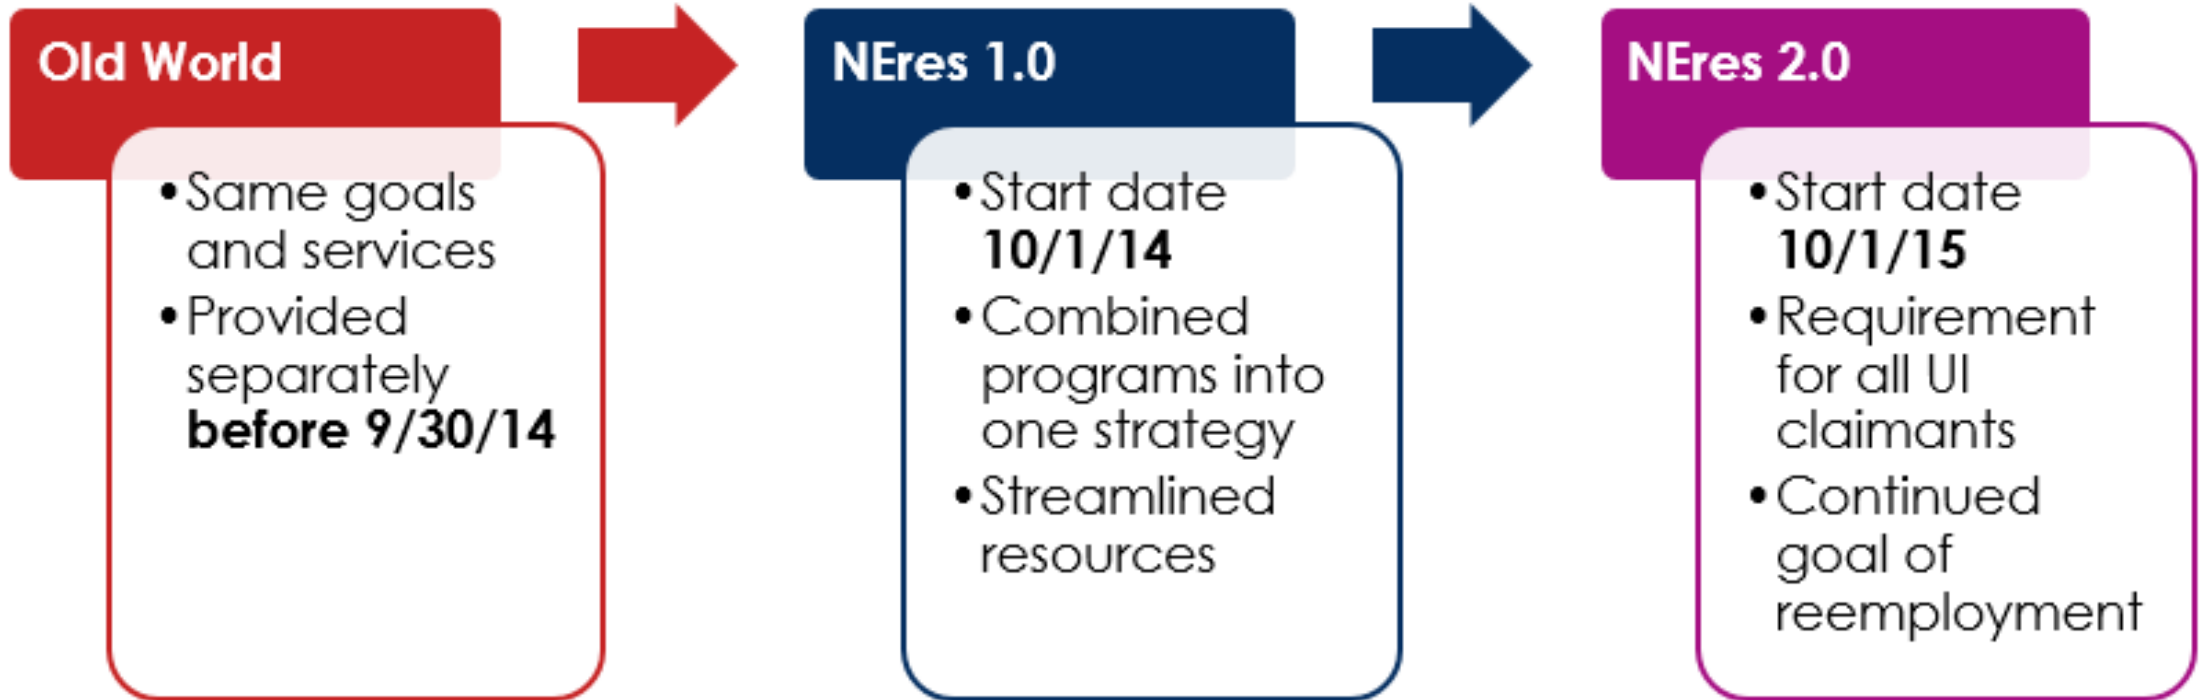 Old World
•Same goals
and services
•Provided
separately
before 9/30/14
NEres 1.0
•Start date
10/1/14
•Combined
programs into
one strategy
•Streamlined
resources
NEres 2.0
•Start date
10/1/15
•Requirement
for all UI
claimants
•Continued
goal of
reemployment